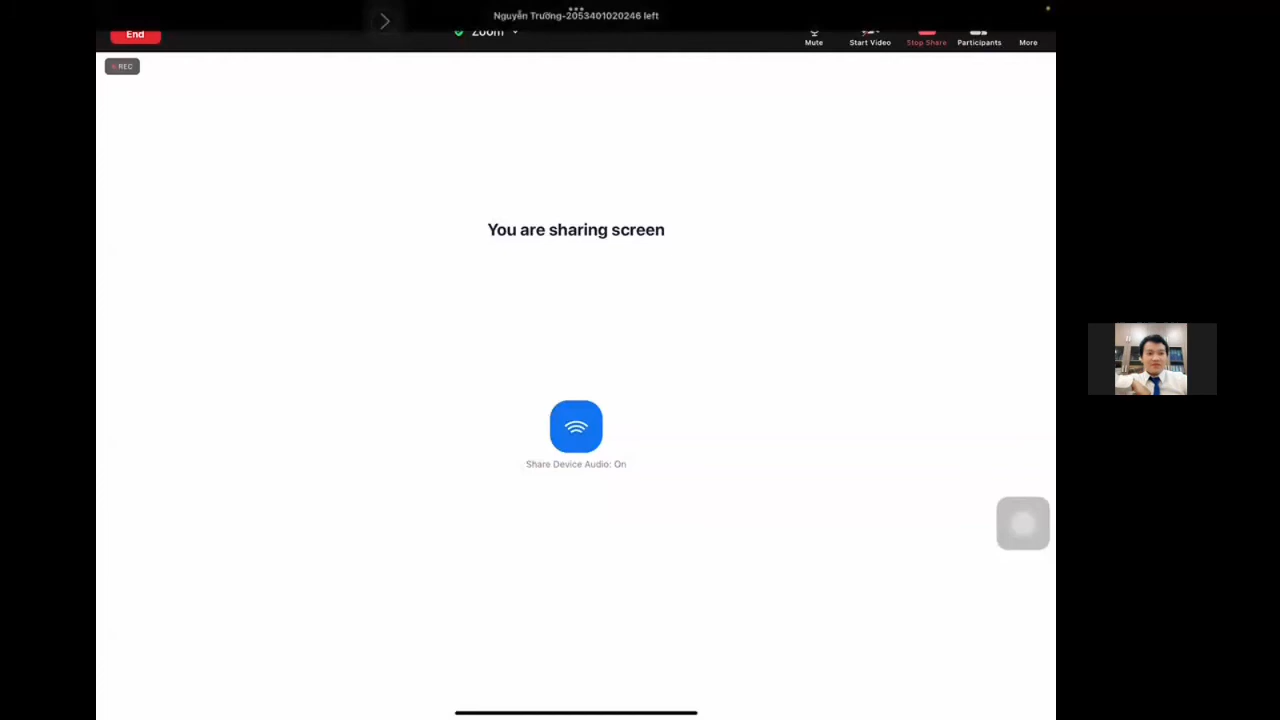 Nguyễn Trường-2053401020246 left
End
Zoom
Mute
Start Video
Stop Share
Participants
More
REC
You are sharing screen
Share Device Audio: On